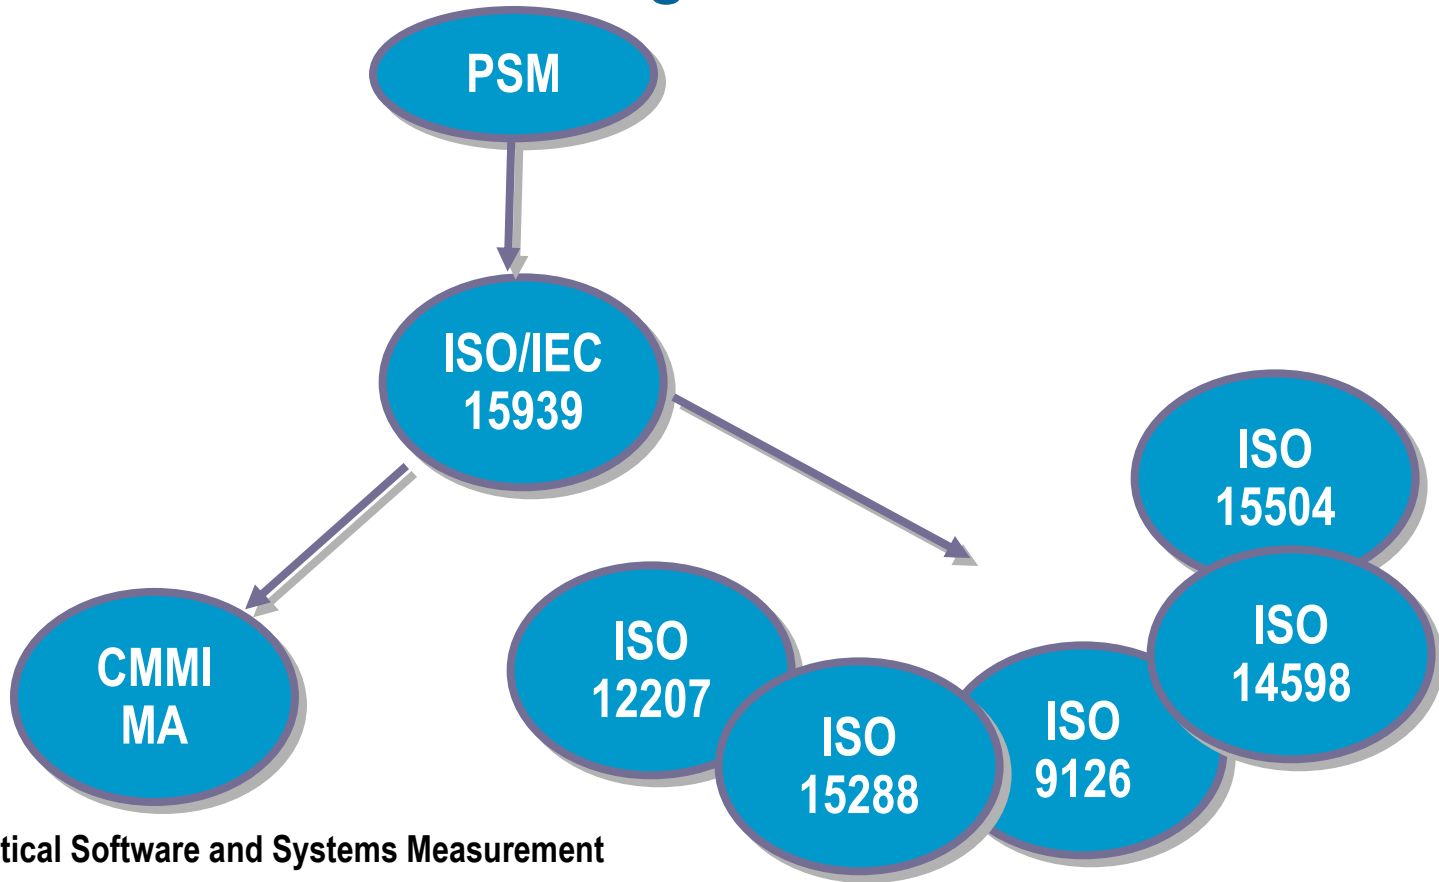 PSM
ISO/IEC
15939
ISO
15504
ISO
14598
ISO
12207
CMMI
MA
ISO
9126
ISO
15288
Software and Systems Measurement